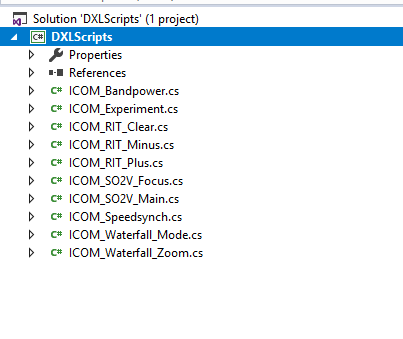 Solution 'DXLScripts' (1 project)
C# DXLScripts
Properties
References
C# ICOM_Bandpower.cs
C# ICOM_Experiment.cs
C# ICOM_RIT_Clear.cs
C# ICOM_RIT_Minus.cs
C# ICOM_RIT_Plus.cs
C# ICOM_SO2V_Focus.cs
C# ICOM_SO2V_Main.cs
C# ICOM_Speedsynch.cs
C# ICOM_Waterfall_Mode.cs
C# ICOM_Waterfall_Zoom.cs